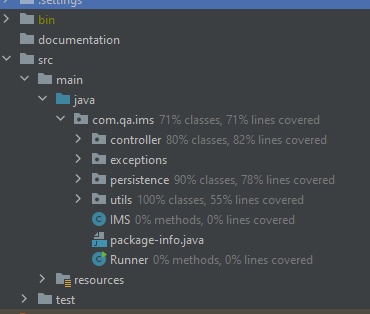 .settings
bin
documentation
src
main
java
com.qa.ims 71% classes, 71% lines covered
controller 80% classes, 82% lines covered
exceptions
persistence 90% classes, 78% lines covered
utils 100% classes, 55% lines covered
IMS 0% methods, 0% lines covered
package-info.java
Runner 0% methods, 0% lines covered
resources
test